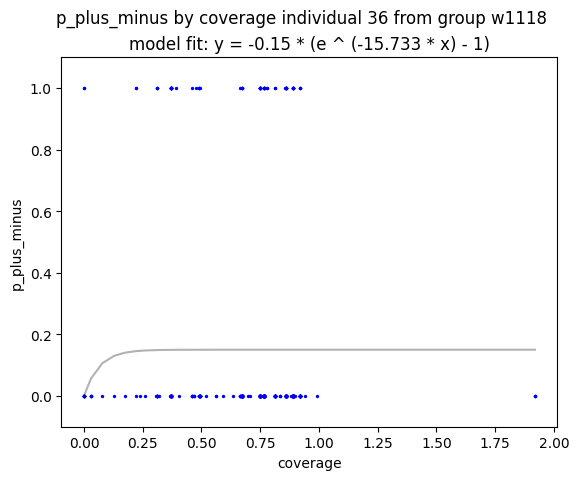 p_plus_minus by coverage individual 36 from group w1118
model fit: y = -0.15 * (e ^ (-15.733 * x) - 1)
1.0
0.8
0.6
0.4
0.2
0.0
p_plus_minus
0.00 0.25 0.50 0.75 1.00 1.25 1.50 1.75 2.00
coverage